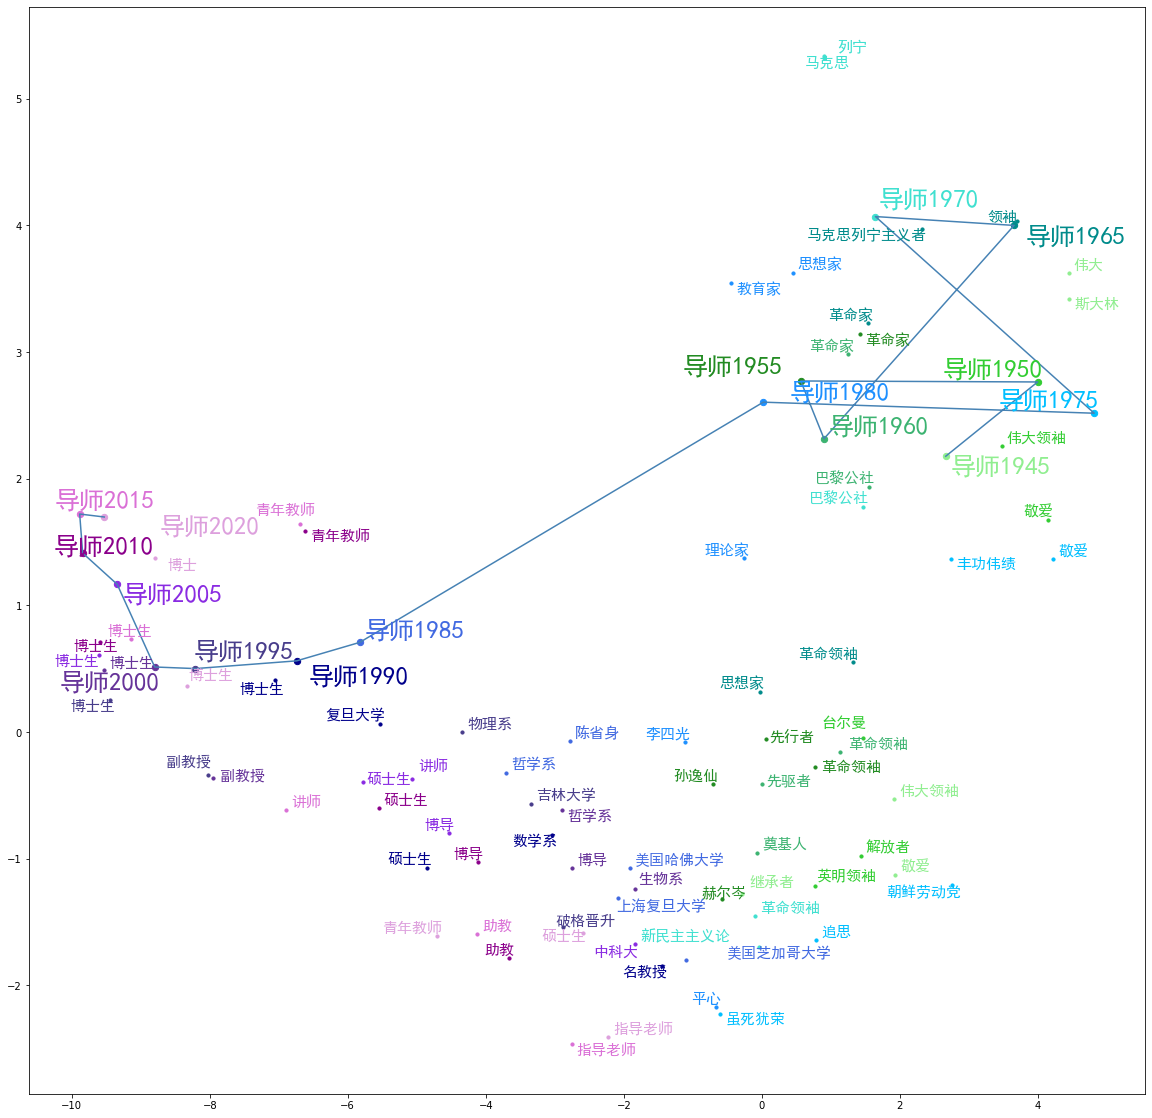 列宁
马克思
5
导师1970
领袖
4
马克思列宁主义者
导师1965
思想家
伟大
教育家
斯大林
革命家
革命家
革命家
3
导师1955
导师1950
导师1980
导师1975
导师1960
伟大领袖
导师1945
巴黎公社
2
巴黎公社
导师2015
青年教师
敬爱
导师2020
青年教师
导师2010
理论家
敬爱
博士
丰功伟绩
导师2005
1
导师1985
博士生
博士生
导师1995
革命领袖
博士生
博士生
导师2000
博士生
导师1990
思想家
博士生
博士生
复旦大学
物理系
陈省身
李四光
台尔曼
0
先行者
革命领袖
副教授
副教授
讲师
哲学系
孙逸仙
先驱者
革命领袖
硕士生
讲师
硕士生
吉林大学
伟大领袖
博导
哲学系
数学系
奠基人
解放者
-1
硕士生
博导
博导
美国哈佛大学
敬爱
生物系
继承者
英明领袖
赫尔岑
朝鲜劳动党
上海复旦大学
革命领袖
青年教师
助教
破格晋升
硕士生
新民主主义论
追思
助教
中科大
美国芝加哥大学
名教授
-2
平心
虽死犹荣
指导老师
指导老师
-10
-8
-6
-4
-2
0
2
4